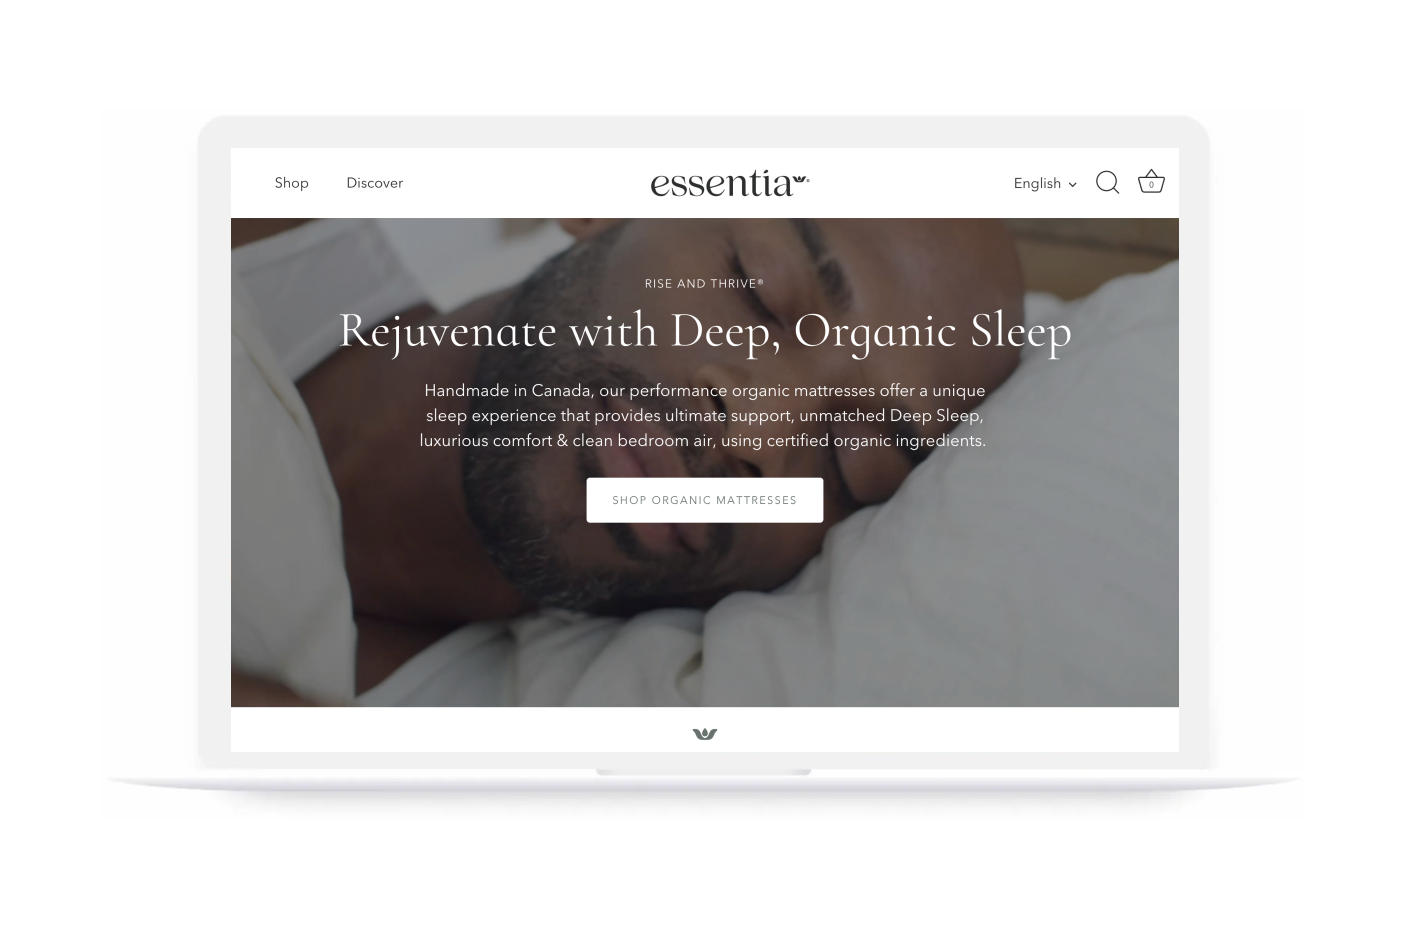 Shop
Discover
essentia®
English
0
RISE AND THRIVE®
Rejuvenate with Deep, Organic Sleep
Handmade in Canada, our performance organic mattresses offer a unique
sleep experience that provides ultimate support, unmatched Deep Sleep,
luxurious comfort & clean bedroom air, using certified organic ingredients.
SHOP ORGANIC MATTRESSES